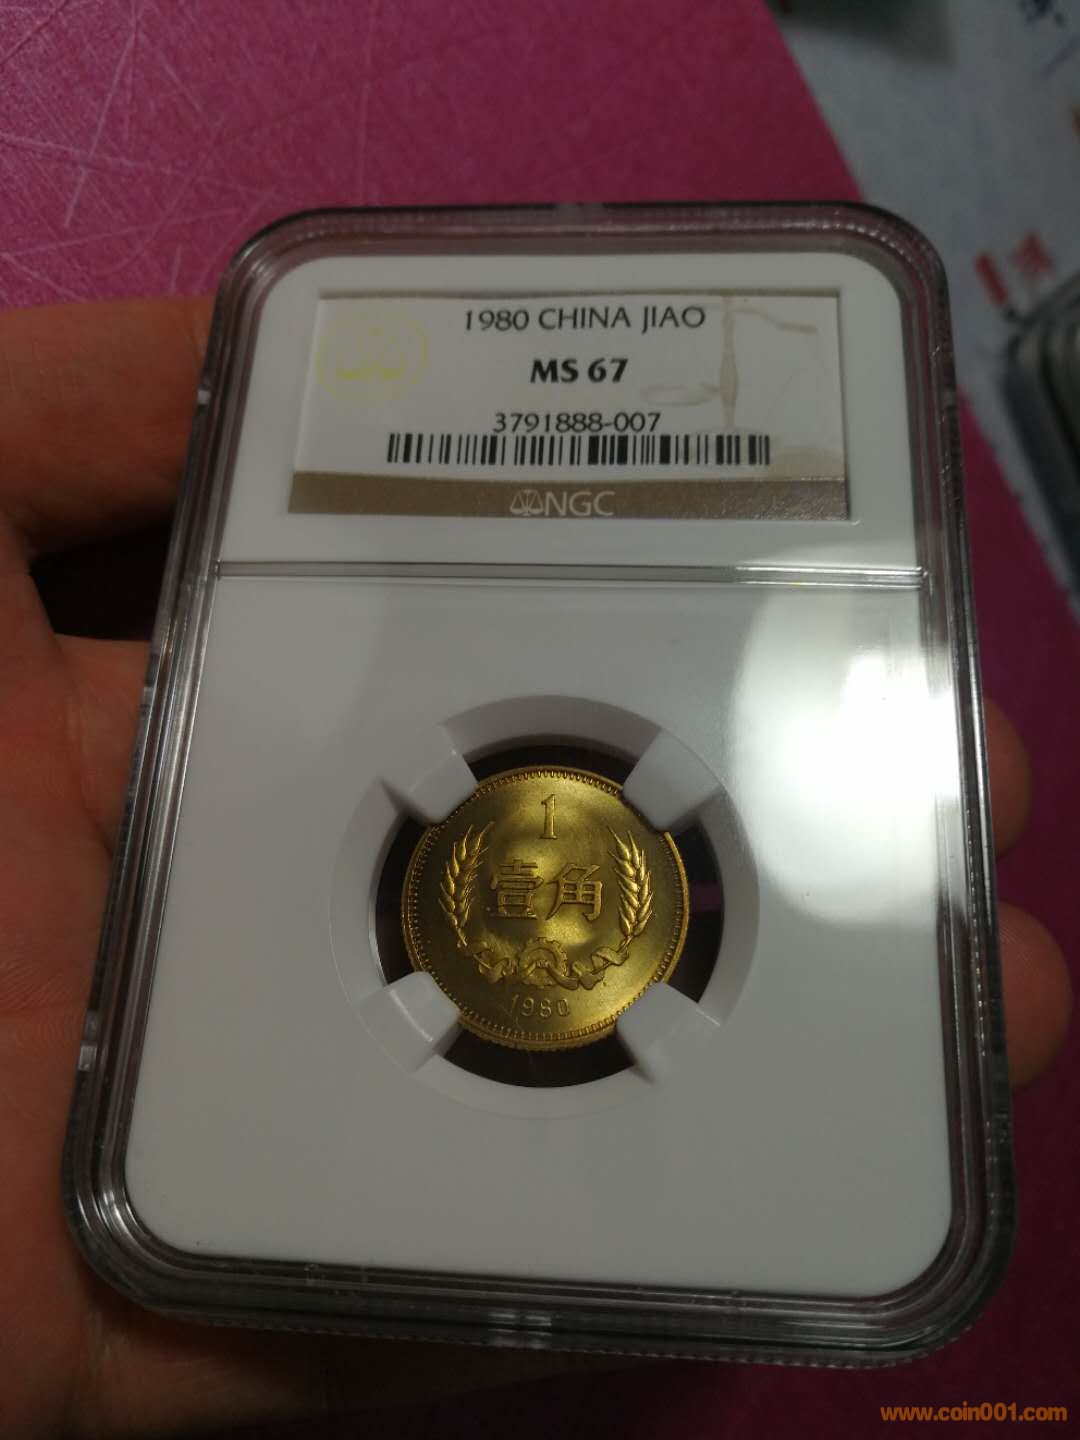 1980 CHINA JIAO
MS 67
3791888-007
NGC
1
壹角
1980
www.coin001.com